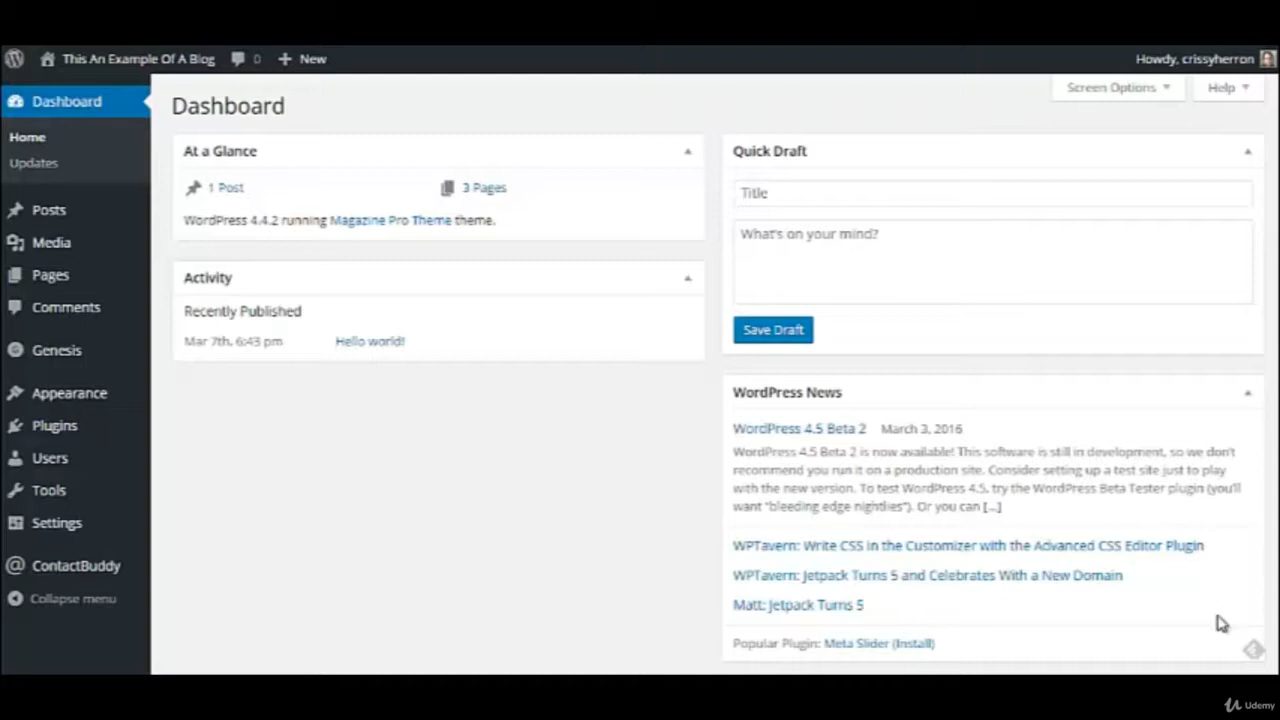 This An Example Of A Blog 0 New Howdy, crissyherron
Dashboard
Home
Updates
Posts
Media
Pages
Comments
Genesis
Appearance
Plugins
Users
Tools
Settings
ContactBuddy
Collapse menu
Screen Options Help
Dashboard
At a Glance
1 Post 3 Pages
WordPress 4.4.2 running Magazine Pro Theme theme.
Activity
Recently Published
Mar 7th, 6:43 pm Hello world!
Quick Draft
Title
What's on your mind?
Save Draft
WordPress News
WordPress 4.5 Beta 2 March 3, 2016
WordPress 4.5 Beta 2 is now available! This software is still in development, so we don't
recommend you run it on a production site. Consider setting up a test site just to play
with the new version. To test WordPress 4.5, try the WordPress Beta Tester plugin (you'll
want "bleeding edge nightlies"). Or you can [...]
WPTavern: Write CSS in the Customizer with the Advanced CSS Editor Plugin
WPTavern: Jetpack Turns 5 and Celebrates With a New Domain
Matt: Jetpack Turns 5
Popular Plugin: Meta Slider (Install)
Udemy